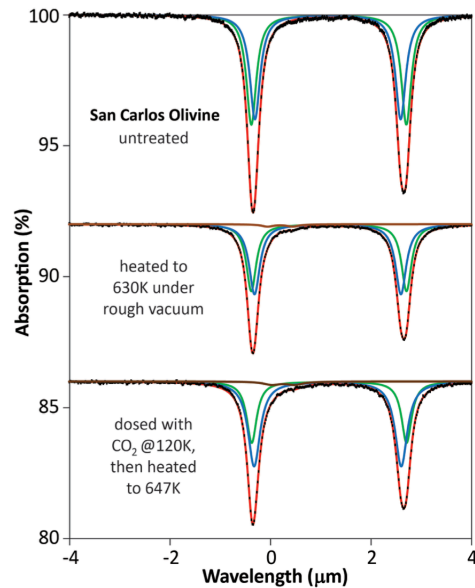 100
San Carlos Olivine
untreated
95
Absorption (%)
heated to
630K under
rough vacuum
90
dosed with
CO₂ @120K,
then heated
to 647K
85
80
-4
-2
0
2
4
Wavelength (μm)